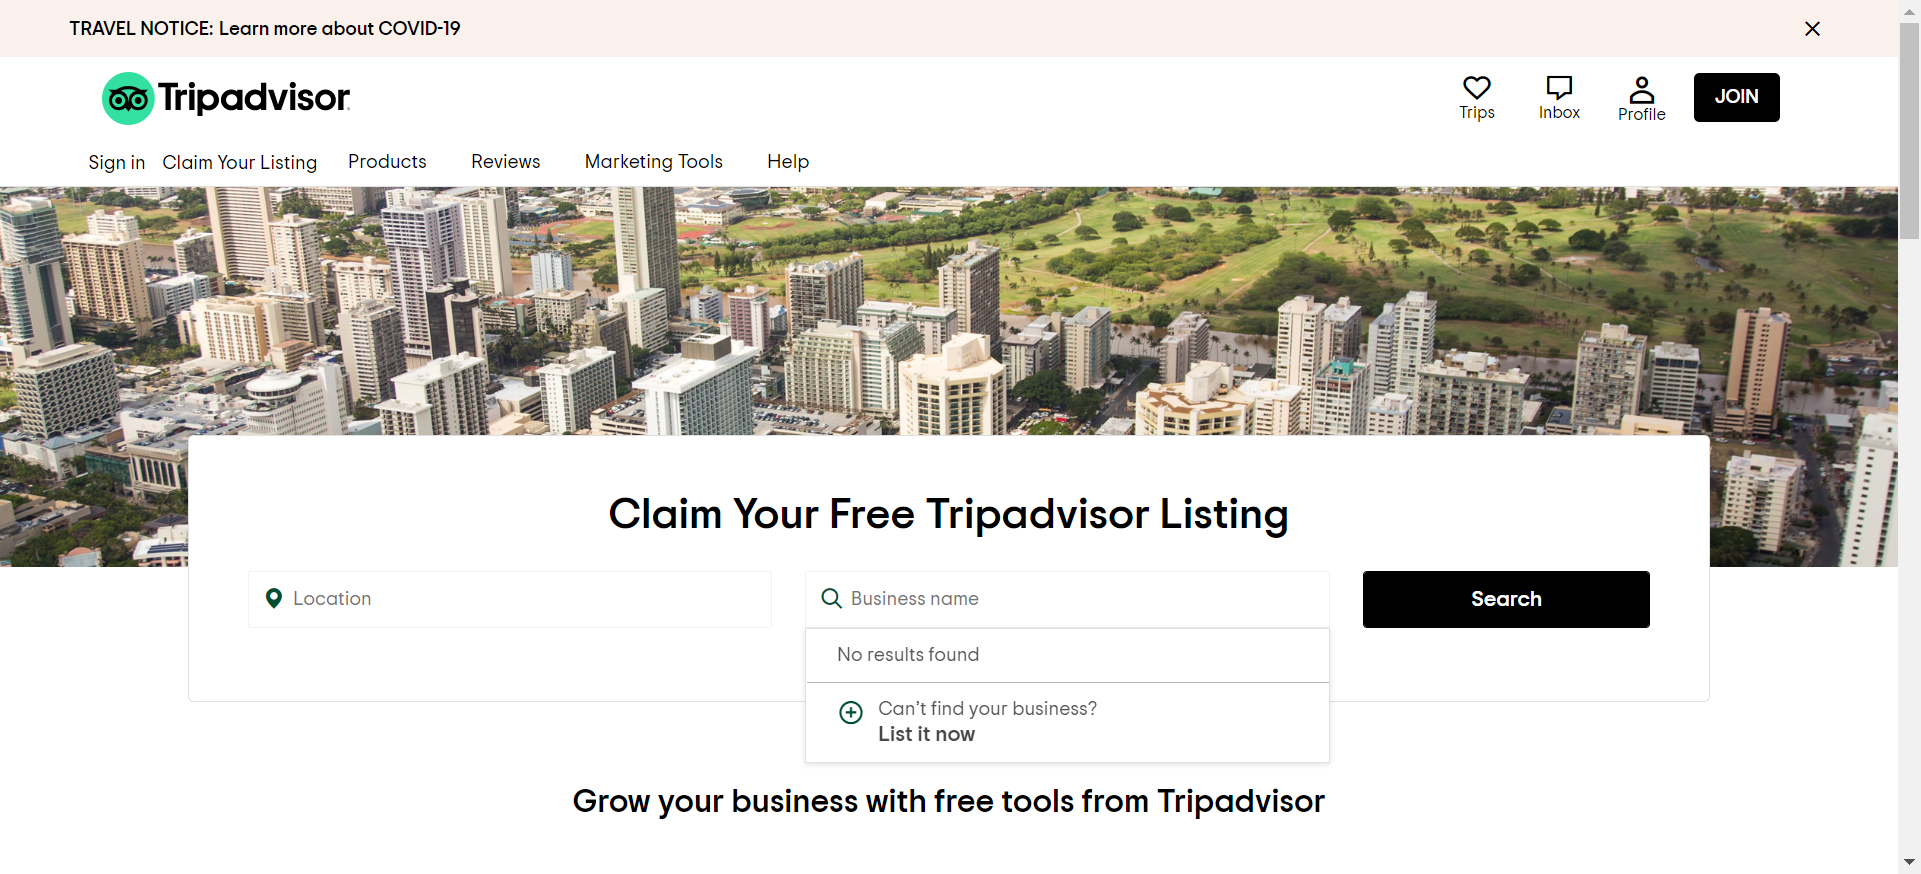 TRAVEL NOTICE: Learn more about COVID-19
Tripadvisor
Trips
Inbox
Profile
JOIN
Sign in
Claim Your Listing
Products
Reviews
Marketing Tools
Help
Claim Your Free Tripadvisor Listing
Location
Business name
Search
No results found
Can’t find your business?
List it now
Grow your business with free tools from Tripadvisor